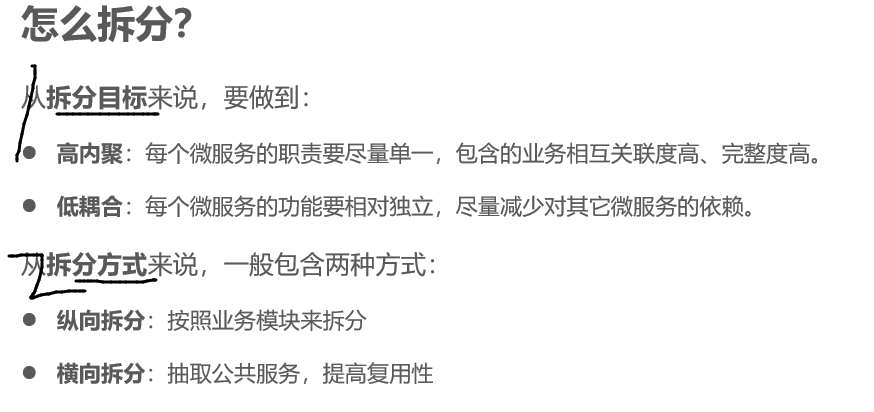 怎么拆分？
从拆分目标来说，要做到：
● 高内聚：每个微服务的职责要尽量单一，包含的业务相互关联度高、完整度高。
● 低耦合：每个微服务的功能要相对独立，尽量减少对其它微服务的依赖。
从拆分方式来说，一般包含两种方式：
● 纵向拆分：按照业务模块来拆分
● 横向拆分：抽取公共服务，提高复用性